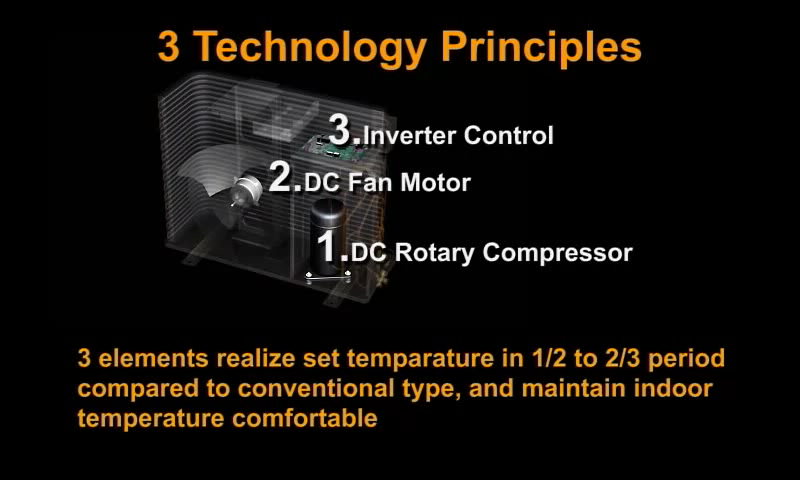 3 Technology Principles
3.Inverter Control
2.DC Fan Motor
1.DC Rotary Compressor
3 elements realize set temparature in 1/2 to 2/3 period
compared to conventional type, and maintain indoor
temperature comfortable